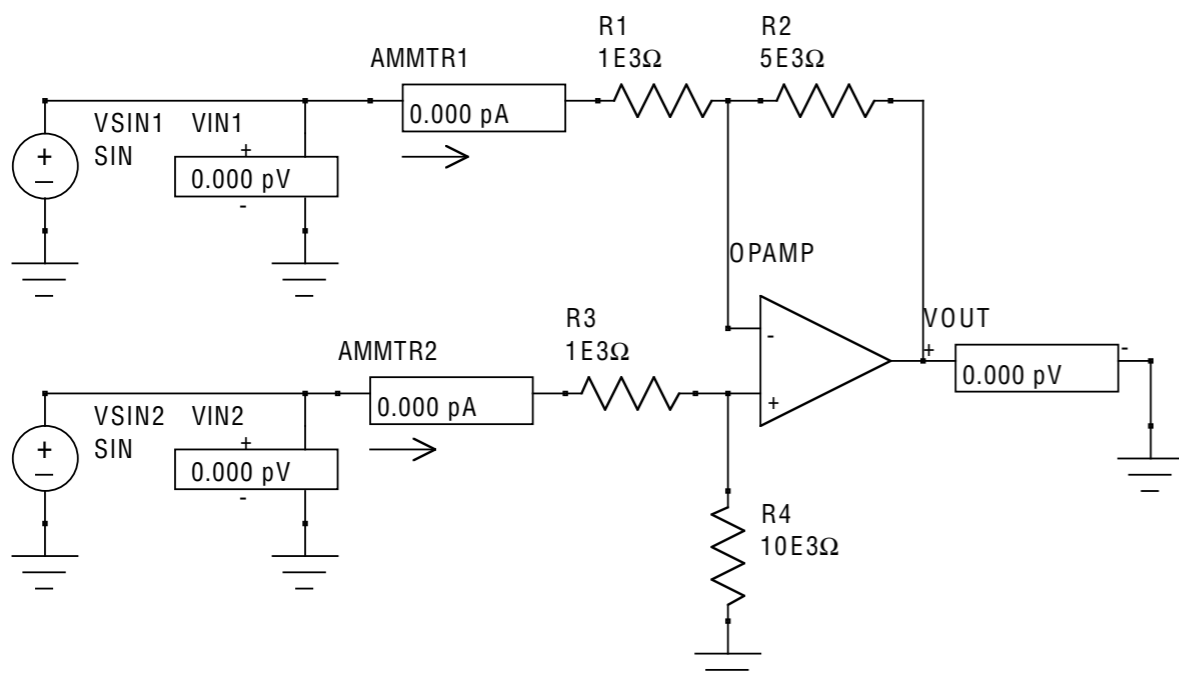 R1
1E3Ω
R2
5E3Ω
AMMTR1
0.000 pA
VSIN1
SIN
VIN1
+
0.000 pV
-
+
-
OPAMP
-
+
VOUT
+
0.000 pV
-
R3
1E3Ω
AMMTR2
0.000 pA
VSIN2
SIN
VIN2
+
0.000 pV
-
+
-
R4
10E3Ω